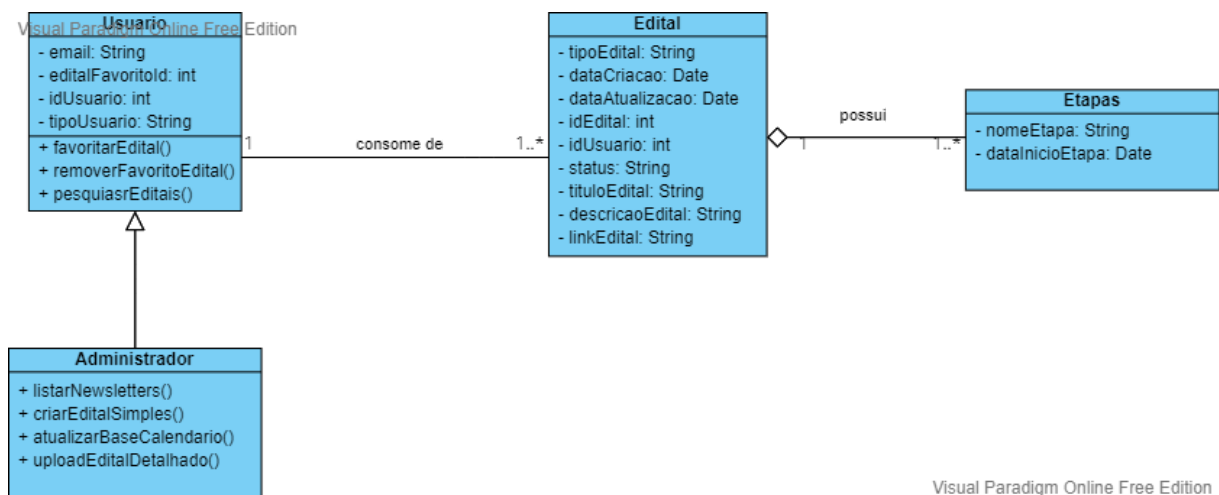 Visual Paradigm Online Free Edition
Usuario
- email: String
- editalFavoritoId: int
- idUsuario: int
- tipoUsuario: String
+ favoritarEdital()
+ removerFavoritoEdital()
+ pesquiasrEditais()
1
consome de
1..*
Edital
- tipoEdital: String
- dataCriacao: Date
- dataAtualizacao: Date
- idEdital: int
- idUsuario: int
- status: String
- tituloEdital: String
- descricaoEdital: String
- linkEdital: String
possui
1
1..*
Etapas
- nomeEtapa: String
- dataInicioEtapa: Date
Administrador
+ listarNewsletters()
+ criarEditalSimples()
+ atualizarBaseCalendario()
+ uploadEditalDetalhado()
Visual Paradigm Online Free Edition